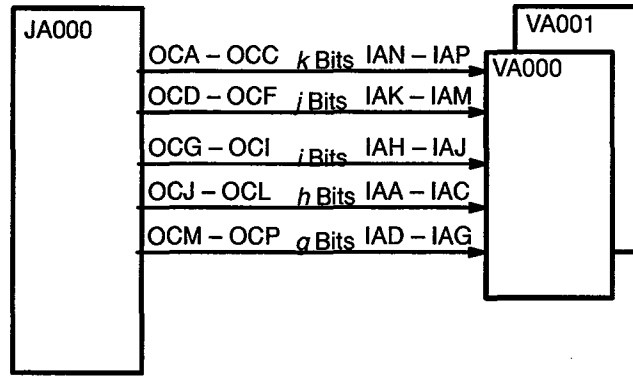 JA000
VA001
VA000
OCA – OCC k Bits IAN – IAP
OCD – OCF j Bits IAK – IAM
OCG – OCI i Bits IAH – IAJ
OCJ – OCL h Bits IAA – IAC
OCM – OCP g Bits IAD – IAG